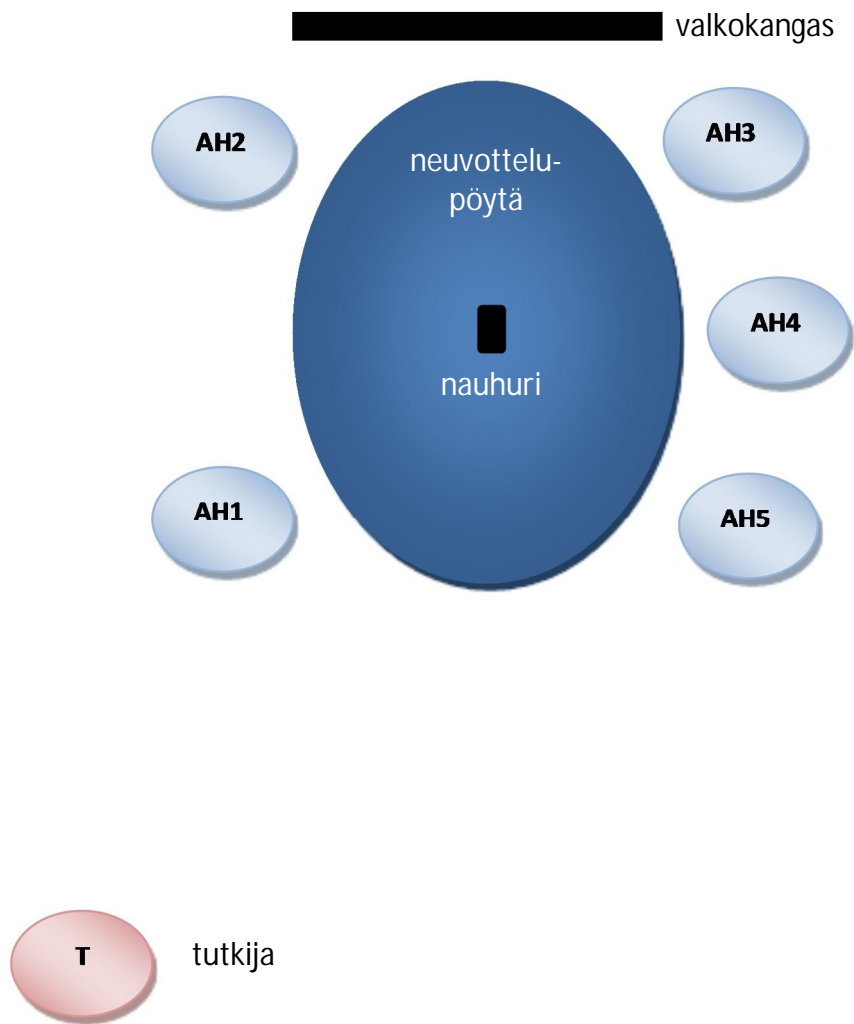 valkokangas
AH2
AH3
neuvottelu-
pöytä
AH4
nauhuri
AH1
AH5
T
tutkija